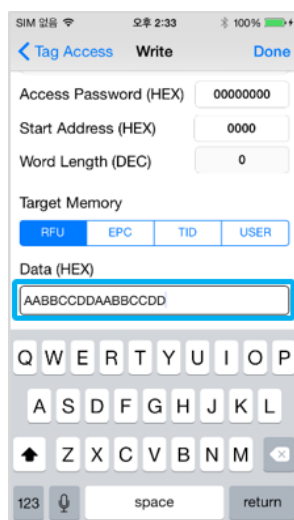 SIM 없음 오후 2:33 100%
Tag Access Write Done
Access Password (HEX) 00000000
Start Address (HEX) 0000
Word Length (DEC) 0
Target Memory
RFU EPC TID USER
Data (HEX)
AABBCCDDAABBCCDD
Q W E R T Y U I O P
A S D F G H J K L
Z X C V B N M
123 space return